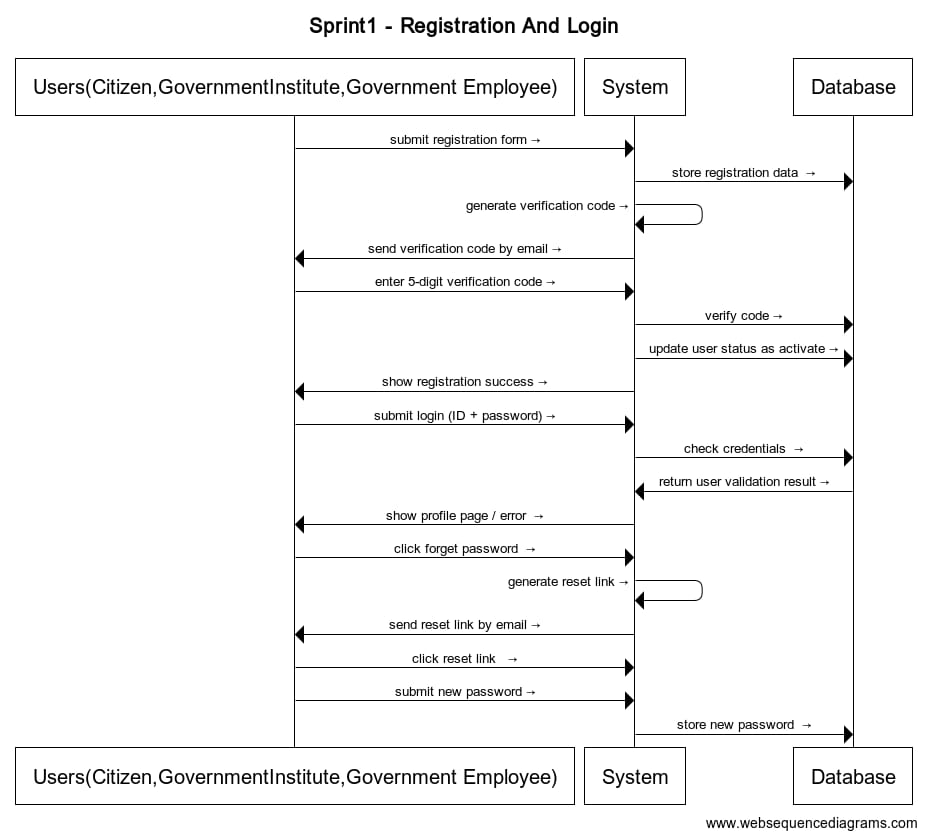 Sprint1 - Registration And Login
Users(Citizen,GovernmentInstitute,Government Employee)
System
Database
submit registration form →
store registration data →
generate verification code →
send verification code by email →
enter 5-digit verification code →
verify code →
update user status as activate →
show registration success →
submit login (ID + password) →
check credentials →
return user validation result →
show profile page / error →
click forget password →
generate reset link →
send reset link by email →
click reset link →
submit new password →
store new password →
Users(Citizen,GovernmentInstitute,Government Employee)
System
Database
www.websequencediagrams.com